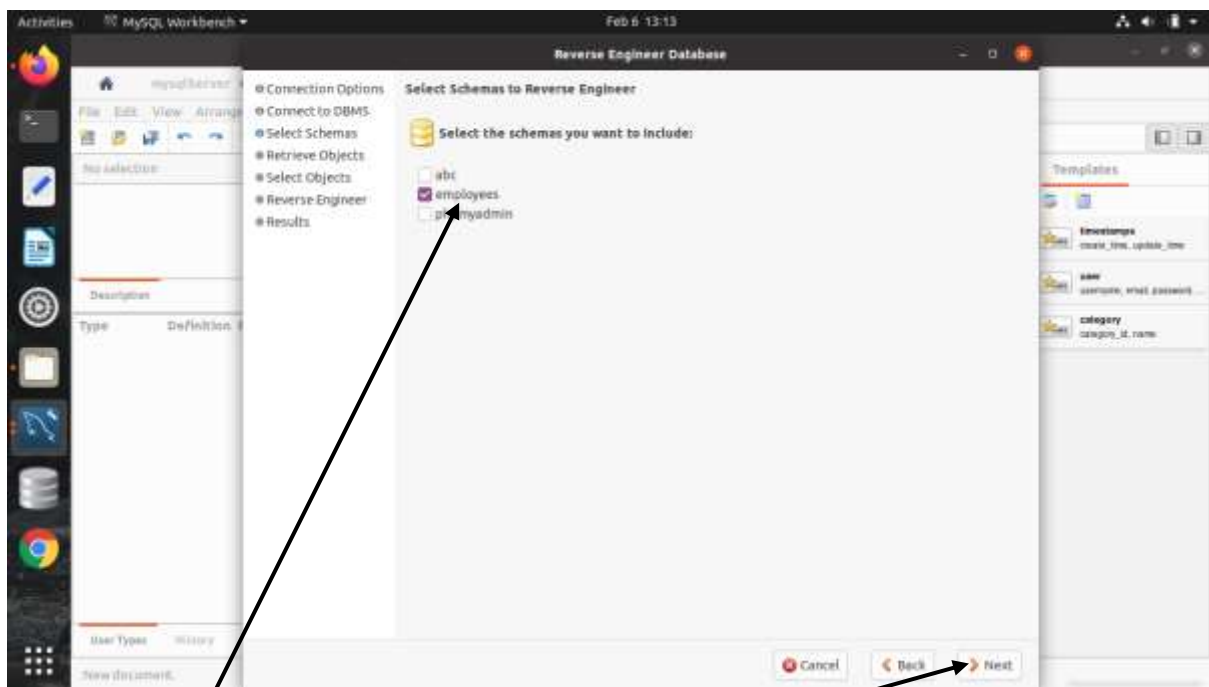 Activities MySQL Workbench Feb 6 13:13
Reverse Engineer Database
mysqlServer
File Edit View Arrange
No selection
Description
Type Definition
User Types History
New document.
Connection Options
Connect to DBMS
Select Schemas
Retrieve Objects
Select Objects
Reverse Engineer
Results
Select Schemas to Reverse Engineer
Select the schemas you want to include:
abc
employees
Cancel Back Next
Templates
timestamps
create_time, update_time
user
username, email, password
category
category_id, name